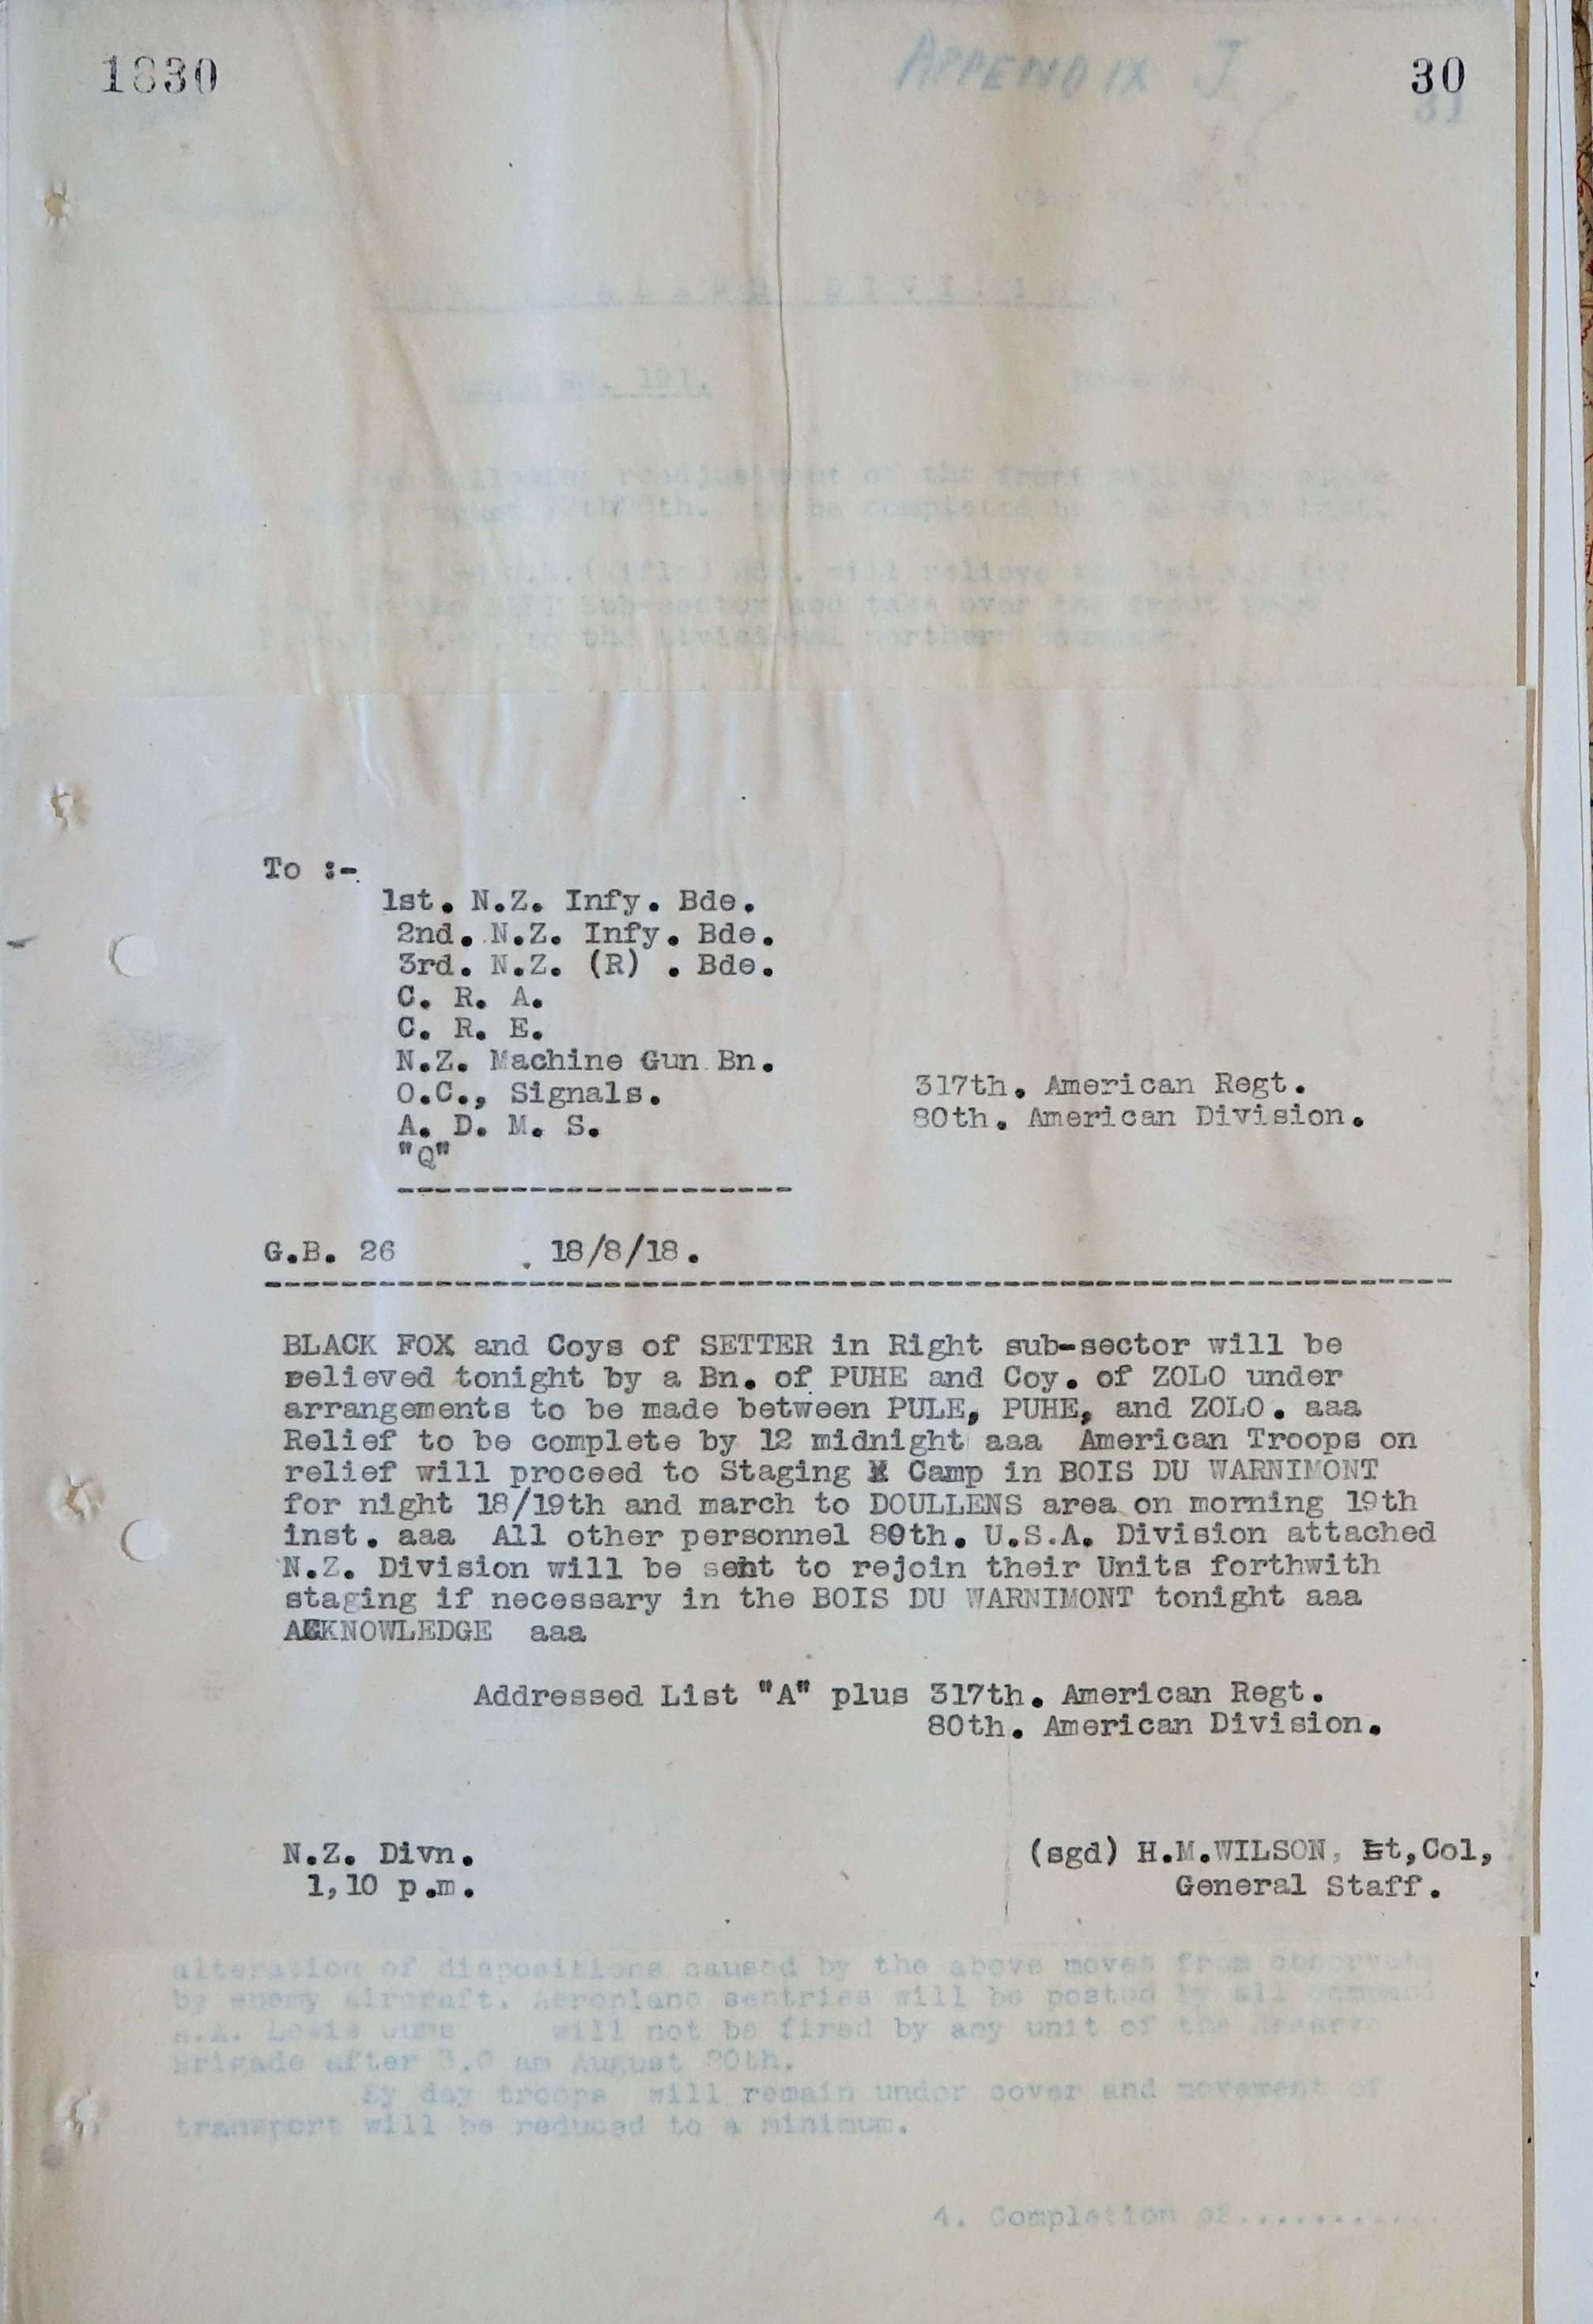 1830
APPENDIX J
30
31
To :-
1st. N.Z. Infy. Bde.
2nd. N.Z. Infy. Bde.
3rd. N.Z. (R) . Bde.
C. R. A.
C. R. E.
N.Z. Machine Gun Bn.
O.C., Signals.
A. D. M. S.
"Q"
317th. American Regt.
80th. American Division.
------------------------
G.B. 26 18/8/18.
BLACK FOX and Coys of SETTER in Right sub-sector will be
relieved tonight by a Bn. of PUHE and Coy. of ZOLO under
arrangements to be made between PULE, PUHE, and ZOLO. aaa
Relief to be complete by 12 midnight aaa American Troops on
relief will proceed to Staging Camp in BOIS DU WARNIMONT
for night 18/19th and march to DOULLENS area on morning 19th
inst. aaa All other personnel 80th. U.S.A. Division attached
N.Z. Division will be sent to rejoin their Units forthwith
staging if necessary in the BOIS DU WARNIMONT tonight aaa
ACKNOWLEDGE aaa
Addressed List "A" plus 317th. American Regt.
80th. American Division.
N.Z. Divn.
1,10 p.m.
(sgd) H.M.WILSON, Lt,Col,
General Staff.
alteration of dispositions caused by the above moves from
by enemy aircraft. Aeroplane sentries will be posted by all
A.A. Lewis Guns will not be fired by any unit of the Reserve
Brigade after 3.0 am August 20th.
By day troops will remain under cover and movement of
transport will be reduced to a minimum.
4. Completion of...........